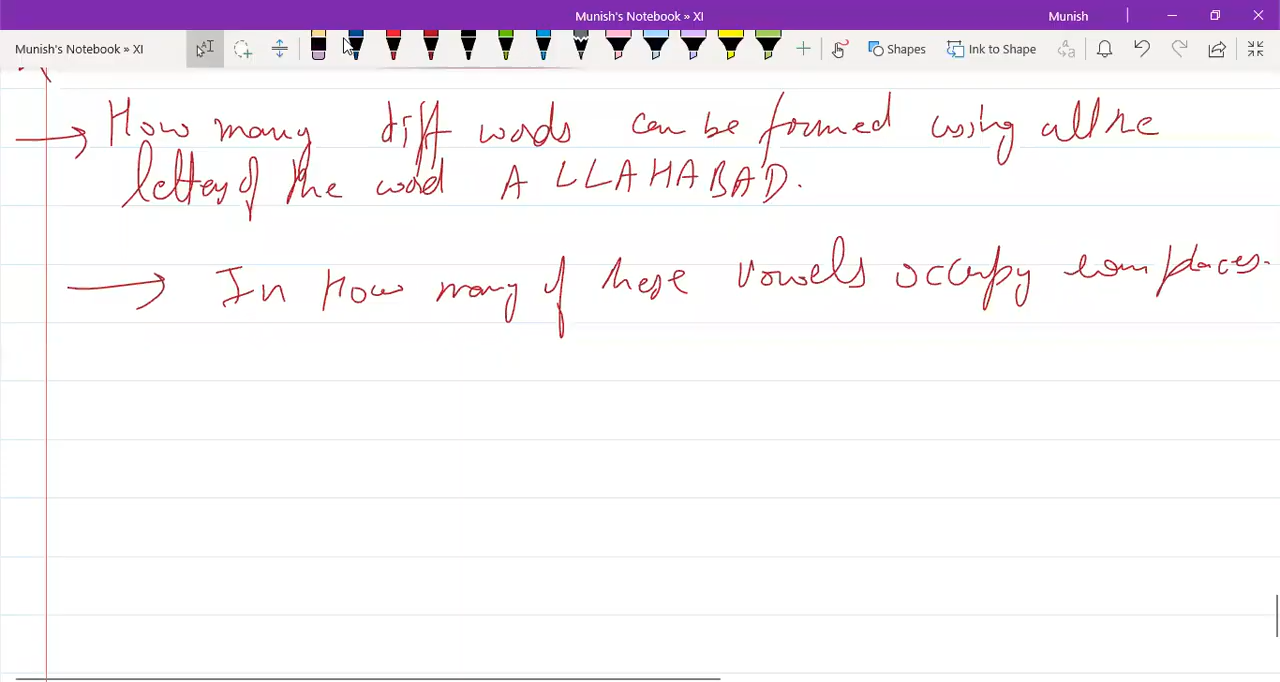 Munish's Notebook » XI
Munish
Munish's Notebook » XI
Shapes
Ink to Shape
→ How many diff words can be formed using all the
letters of the word ALLAHABAD.
→ In How many of these vowels occupy even places.